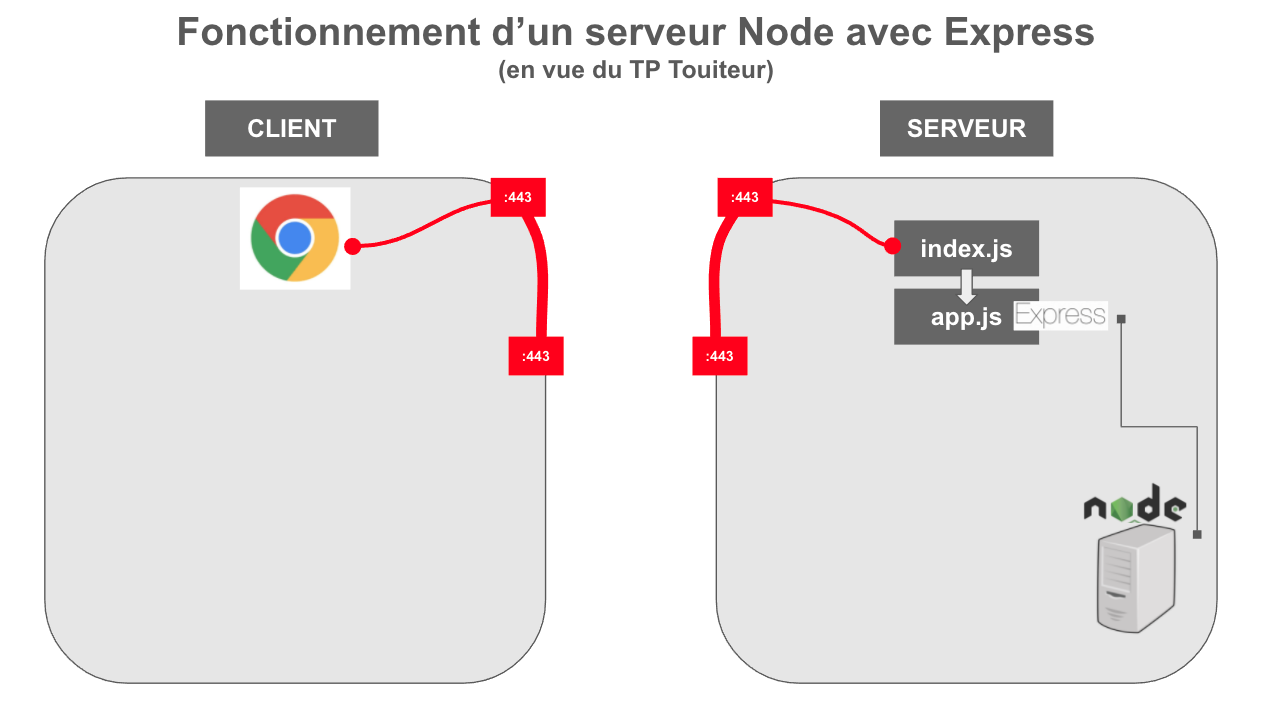 Fonctionnement d’un serveur Node avec Express
(en vue du TP Touiteur)
CLIENT
SERVEUR
:443
:443
index.js
app.js
Express
:443
:443
node